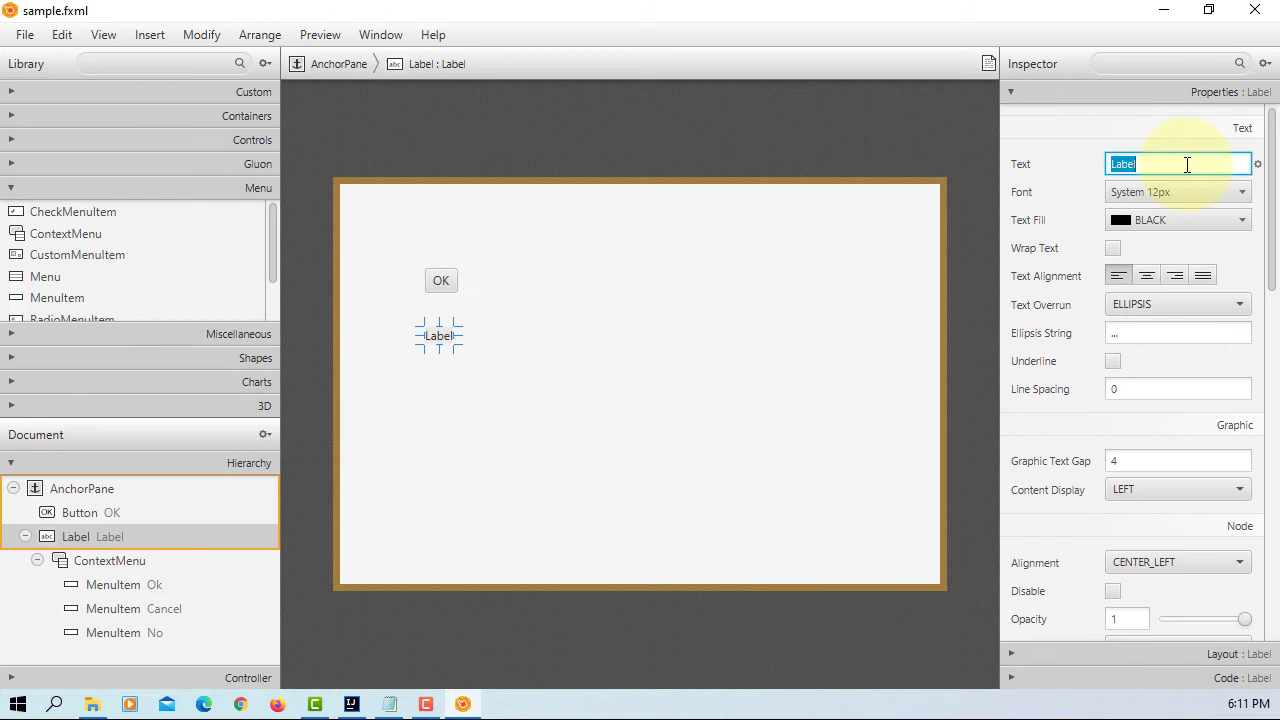 sample.fxml
File Edit View Insert Modify Arrange Preview Window Help
Library
AnchorPane
abc Label : Label
Inspector
Custom
Containers
Controls
Gluon
Menu
CheckMenuItem
ContextMenu
CustomMenuItem
Menu
MenuItem
RadioMenuItem
Miscellaneous
Shapes
Charts
3D
Document
Hierarchy
AnchorPane
OK Button OK
abc Label Label
ContextMenu
MenuItem Ok
MenuItem Cancel
MenuItem No
Controller
OK
Label
Properties : Label
Text
Text Label
Font System 12px
Text Fill BLACK
Wrap Text
Text Alignment
Text Overrun ELLIPSIS
Ellipsis String ...
Underline
Line Spacing 0
Graphic
Graphic Text Gap 4
Content Display LEFT
Node
Alignment CENTER_LEFT
Disable
Opacity 1
Layout : Label
Code : Label
6:11 PM